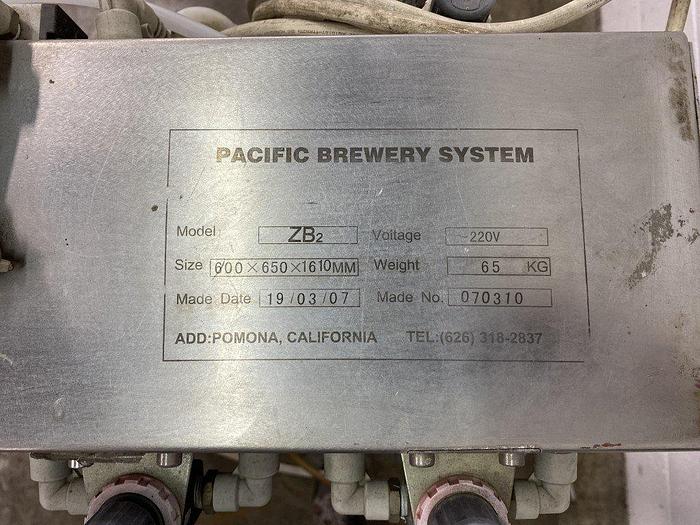 PACIFIC BREWERY SYSTEM
Model ZB2 Voltage ~220V
Size 600×650×1610MM Weight 65 KG
Made Date 19/03/07 Made No. 070310
ADD:POMONA, CALIFORNIA TEL:(626) 318-2837